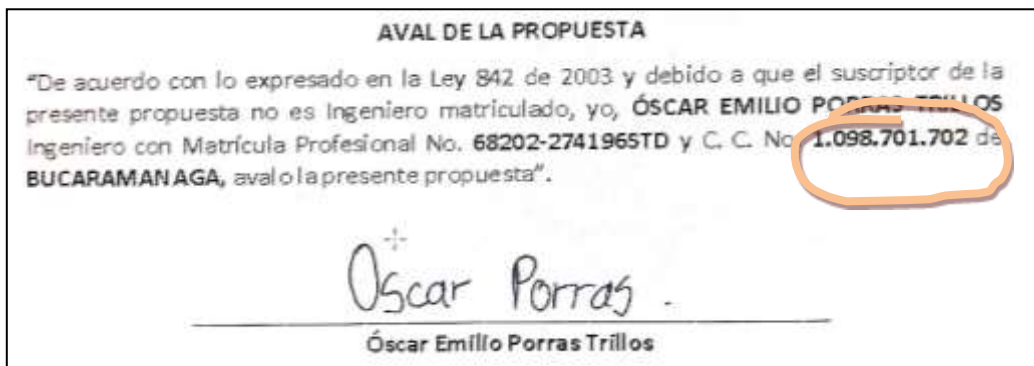 AVAL DE LA PROPUESTA
“De acuerdo con lo expresado en la Ley 842 de 2003 y debido a que el suscriptor de la
presente propuesta no es Ingeniero matriculado, yo, ÓSCAR EMILIO PORRAS TRILLOS
Ingeniero con Matrícula Profesional No. 68202-274196STD y C. C. No 1.098.701.702 de
BUCARAMANAGA, avalo la presente propuesta”.
Oscar Porras.
Óscar Emilio Porras Trillos